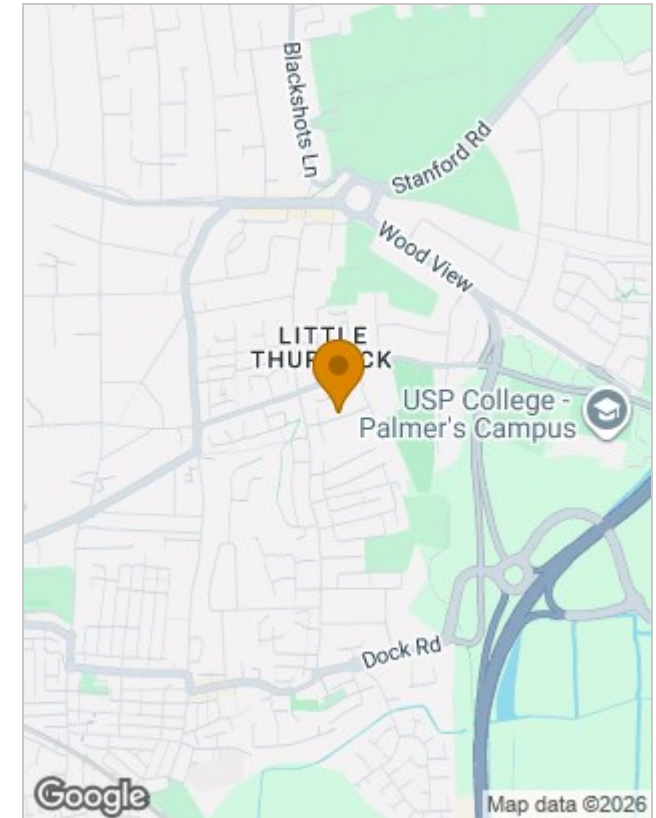 Blackshots Ln
Stanford Rd
Wood View
LITTLE
USP College -
Palmer's Campus
Dock Rd
Google
Map data ©2026